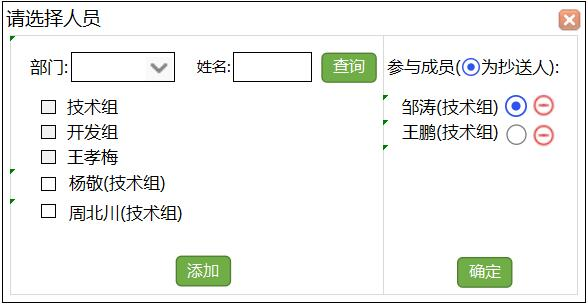 请选择人员
部门: 姓名: 查询
技术组
开发组
王孝梅
杨敬(技术组)
周北川(技术组)
添加
参与成员(为抄送人):
邹涛(技术组)
王鹏(技术组)
确定